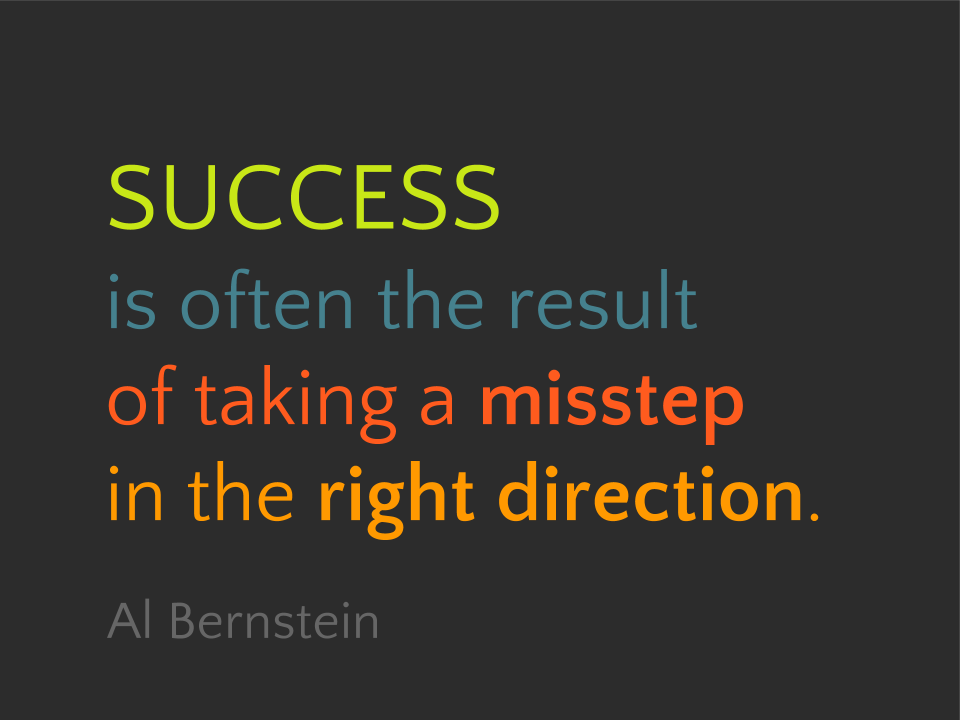 SUCCESS
is often the result
of taking a misstep
in the right direction.
Al Bernstein